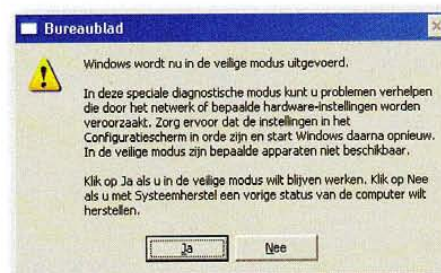 Bureaublad
Windows wordt nu in de veilige modus uitgevoerd.
In deze speciale diagnostische modus kunt u problemen verhelpen
die door het netwerk of bepaalde hardware-instellingen worden
veroorzaakt. Zorg ervoor dat de instellingen in het
Configuratiescherm in orde zijn en start Windows daarna opnieuw.
In de veilige modus zijn bepaalde apparaten niet beschikbaar.
Klik op Ja als u in de veilige modus wilt blijven werken. Klik op Nee
als u met Systeemherstel een vorige status van de computer wilt
herstellen.
Ja
Nee